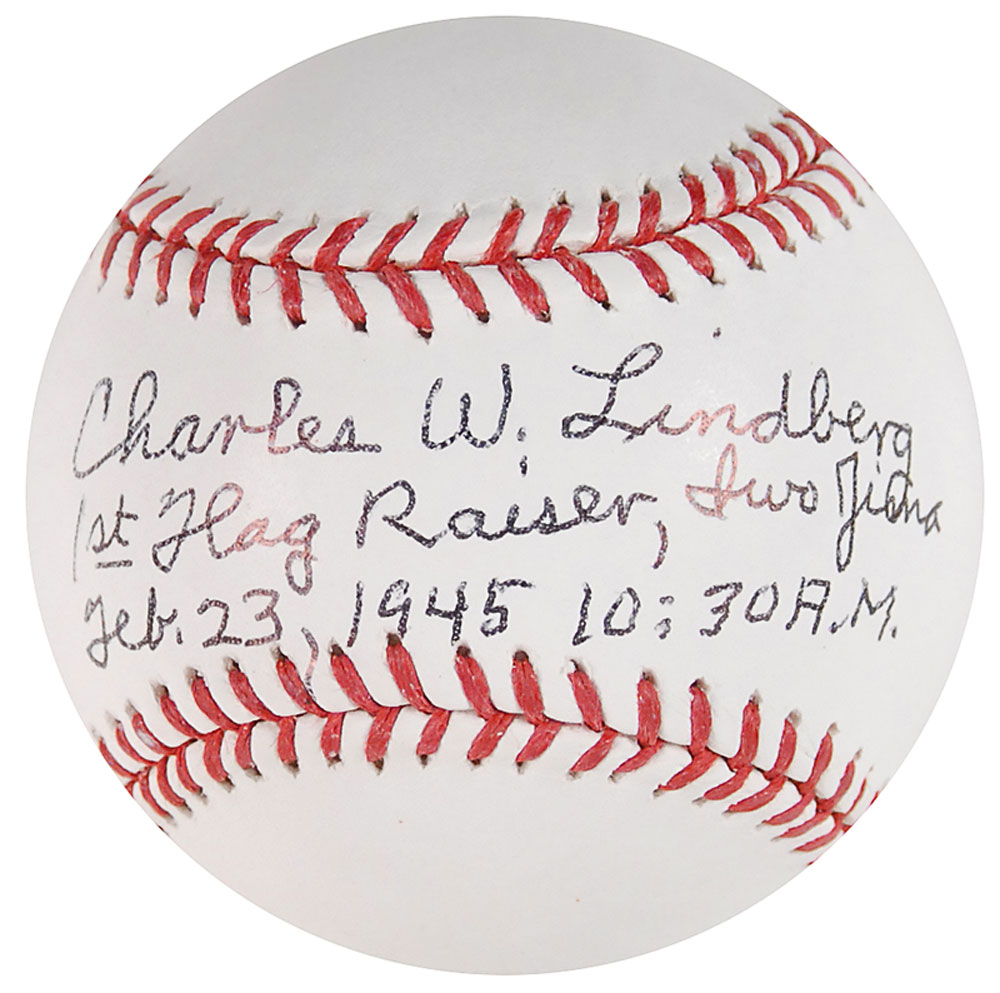 Charles W. Lindberg
1st Flag Raiser, Iwo Jima
Feb. 23, 1945 10:30 A.M.